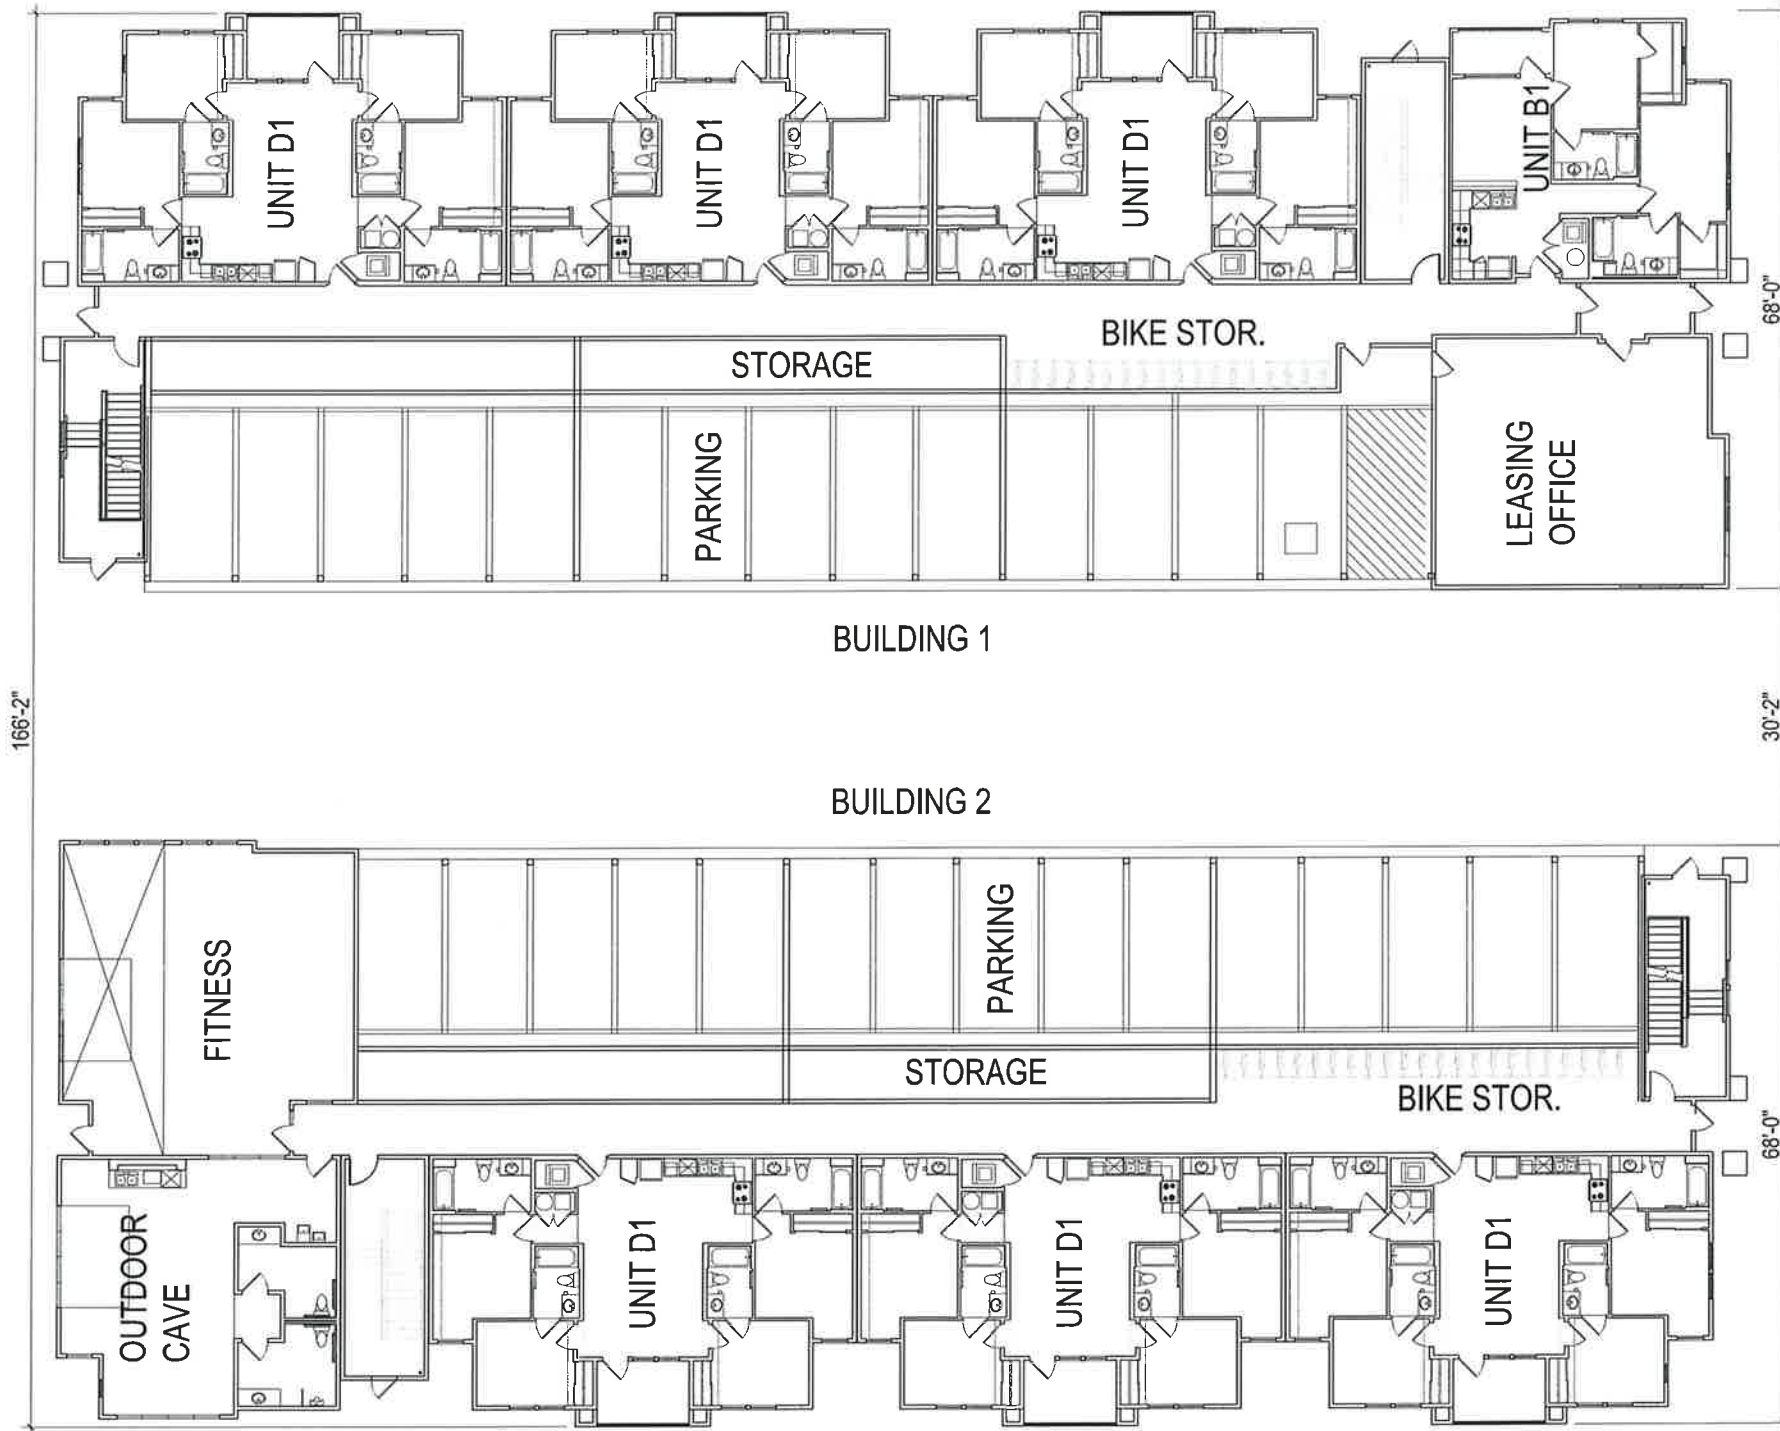 UNIT D1
UNIT D1
UNIT D1
UNIT B1
68'-0"
BIKE STOR.
STORAGE
PARKING
LEASING
OFFICE
BUILDING 1
166'-2"
30'-2"
BUILDING 2
FITNESS
PARKING
STORAGE
BIKE STOR.
68'-0"
OUTDOOR
CAVE
UNIT D1
UNIT D1
UNIT D1